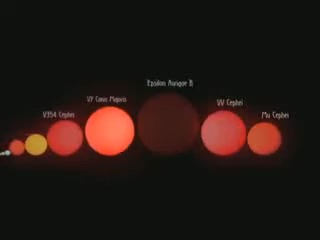 V354 Cephei
VY Canis Majoris
Epsilon Aurigae B
VV Cephei
Mu Cephei